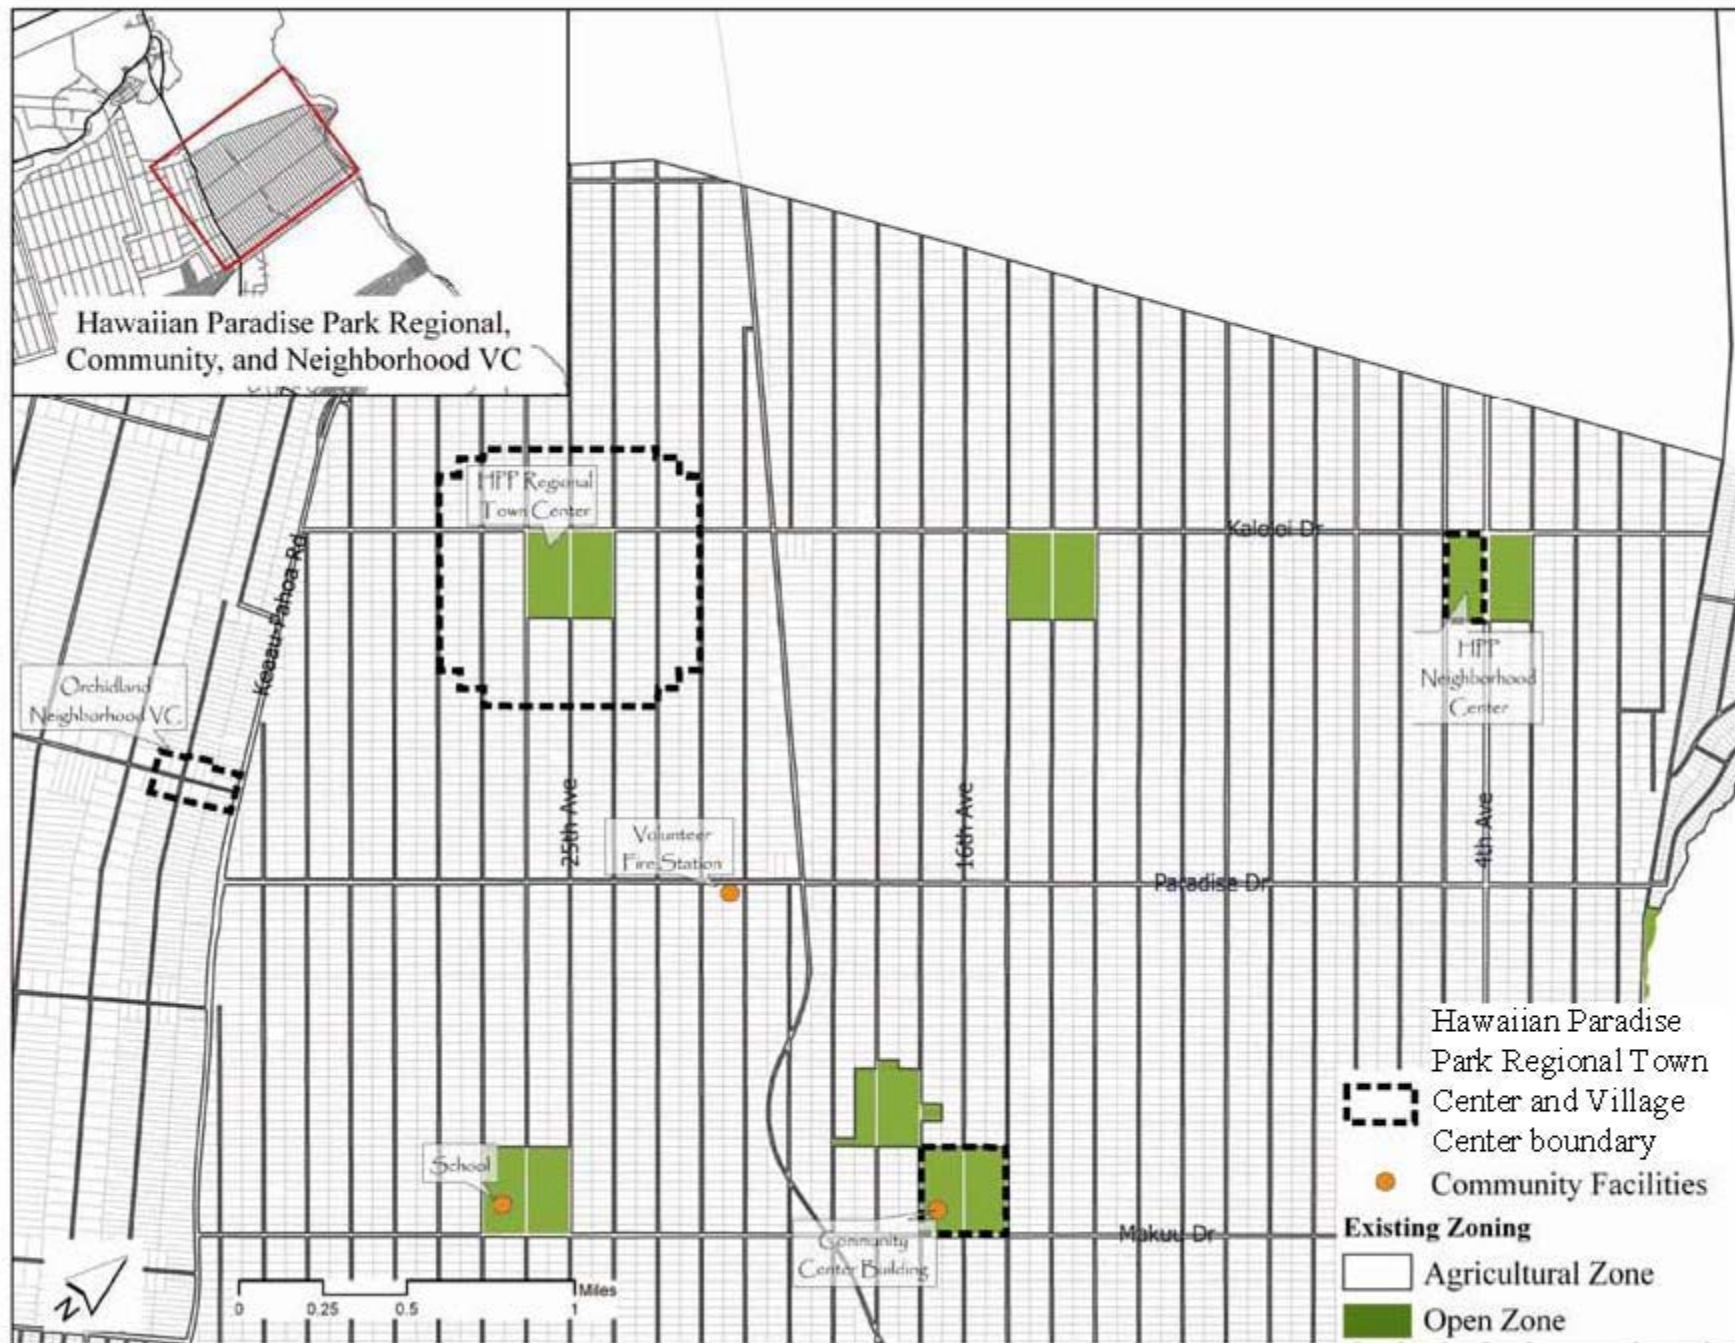 Hawaiian Paradise Park Regional,
Community, and Neighborhood VC
HPP Regional
Town Center
Kaloloi Dr
Keaau-Pahoa Rd
HPP
Neighborhood
Center
Orchidland
Neighborhood VC
25th Ave
16th Ave
4th Ave
Volunteer
Fire Station
Paradise Dr
School
Community
Center Building
Makuu Dr
N
0 0.25 0.5 1 Miles
Hawaiian Paradise
Park Regional Town
Center and Village
Center boundary
Community Facilities
Existing Zoning
Agricultural Zone
Open Zone